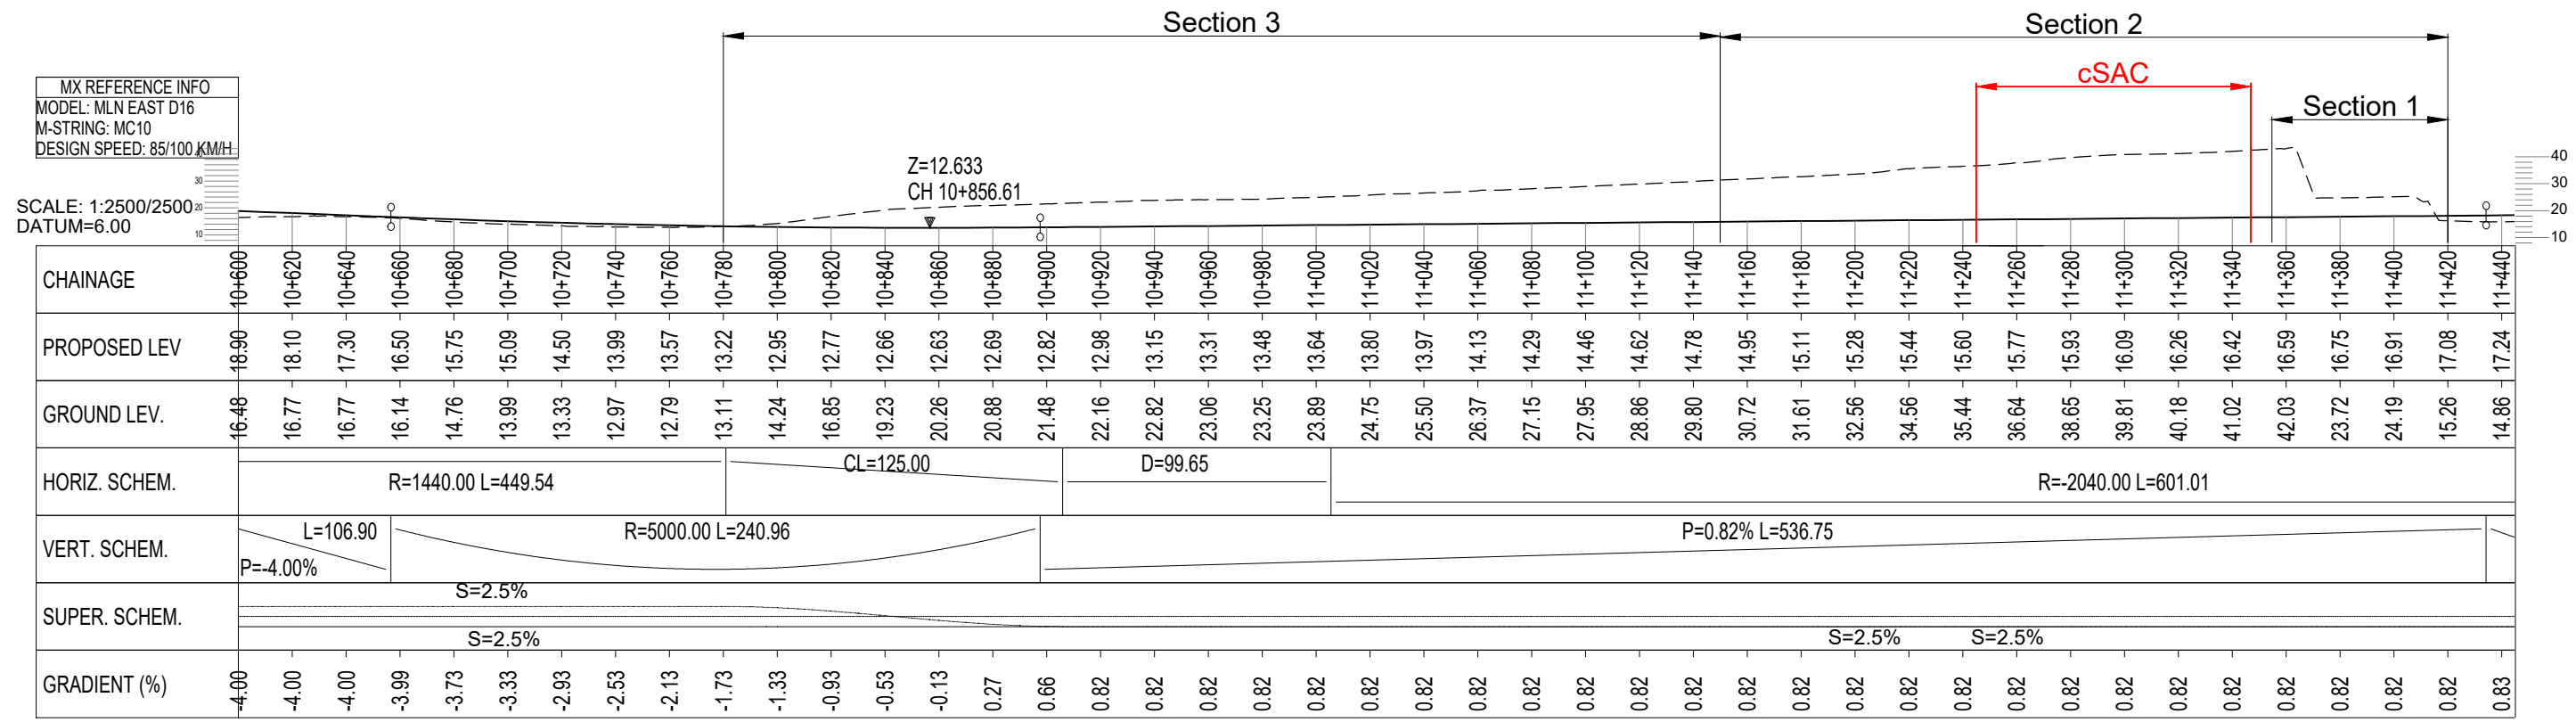 Section 3
Section 2
cSAC
Section 1
MX REFERENCE INFO
MODEL: MLN EAST D16
M-STRING: MC10
DESIGN SPEED: 85/100 KM/H
40
30
20
10
Z=12.633
CH 10+856.61
40
30
20
10
SCALE: 1:2500/2500
DATUM=6.00
CHAINAGE 10+600 10+620 10+640 10+660 10+680 10+700 10+720 10+740 10+760 10+780 10+800 10+820 10+840 10+860 10+880 10+900 10+920 10+940 10+960 10+980 11+000 11+020 11+040 11+060 11+080 11+100 11+120 11+140 11+160 11+180 11+200 11+220 11+240 11+260 11+280 11+300 11+320 11+340 11+360 11+380 11+400 11+420 11+440
PROPOSED LEV 18.90 18.10 17.30 16.50 15.75 15.09 14.50 13.99 13.57 13.22 12.95 12.77 12.66 12.63 12.69 12.82 12.98 13.15 13.31 13.48 13.64 13.80 13.97 14.13 14.29 14.46 14.62 14.78 14.95 15.11 15.28 15.44 15.60 15.77 15.93 16.09 16.26 16.42 16.59 16.75 16.91 17.08 17.24
GROUND LEV. 16.48 16.77 16.77 16.14 14.76 13.99 13.33 12.97 12.79 13.11 14.24 16.85 19.23 20.26 20.88 21.48 22.16 22.82 23.06 23.25 23.89 24.75 25.50 26.37 27.15 27.95 28.86 29.80 30.72 31.61 32.56 34.56 35.44 36.64 38.65 39.81 40.18 41.02 42.03 23.72 24.19 15.26 14.86
HORIZ. SCHEM. R=1440.00 L=449.54 CL=125.00 D=99.65 R=-2040.00 L=601.01
VERT. SCHEM. P=-4.00% L=106.90 R=5000.00 L=240.96 P=0.82% L=536.75
SUPER. SCHEM. S=2.5% S=2.5% S=2.5% S=2.5%
GRADIENT (%) -4.00 -4.00 -4.00 -3.99 -3.73 -3.33 -2.93 -2.53 -2.13 -1.73 -1.33 -0.93 -0.53 -0.13 0.27 0.66 0.82 0.82 0.82 0.82 0.82 0.82 0.82 0.82 0.82 0.82 0.82 0.82 0.82 0.82 0.82 0.82 0.82 0.82 0.82 0.82 0.82 0.82 0.82 0.82 0.82 0.82 0.83